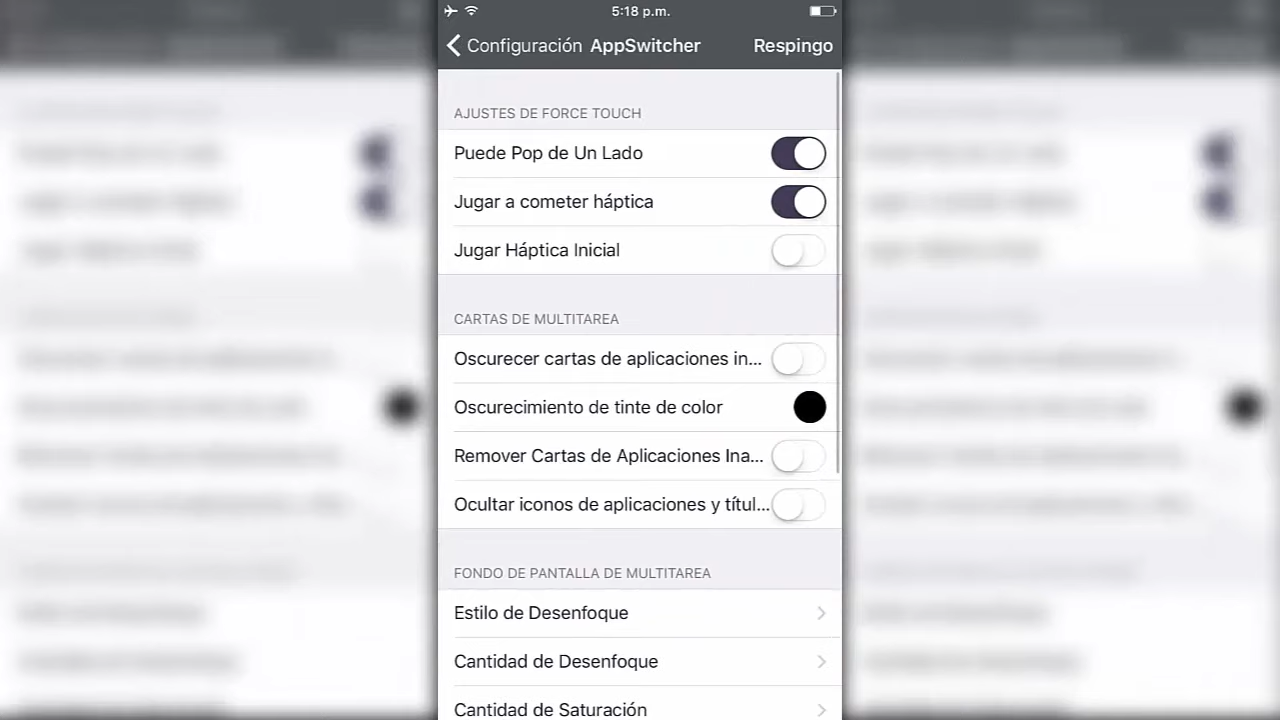 5:18 p.m.
Configuración AppSwitcher Respingo
AJUSTES DE FORCE TOUCH
Puede Pop de Un Lado
Jugar a cometer háptica
Jugar Háptica Inicial
CARTAS DE MULTITAREA
Oscurecer cartas de aplicaciones in...
Oscurecimiento de tinte de color
Remover Cartas de Aplicaciones Ina...
Ocultar iconos de aplicaciones y títul...
FONDO DE PANTALLA DE MULTITAREA
Estilo de Desenfoque
Cantidad de Desenfoque
Cantidad de Saturación